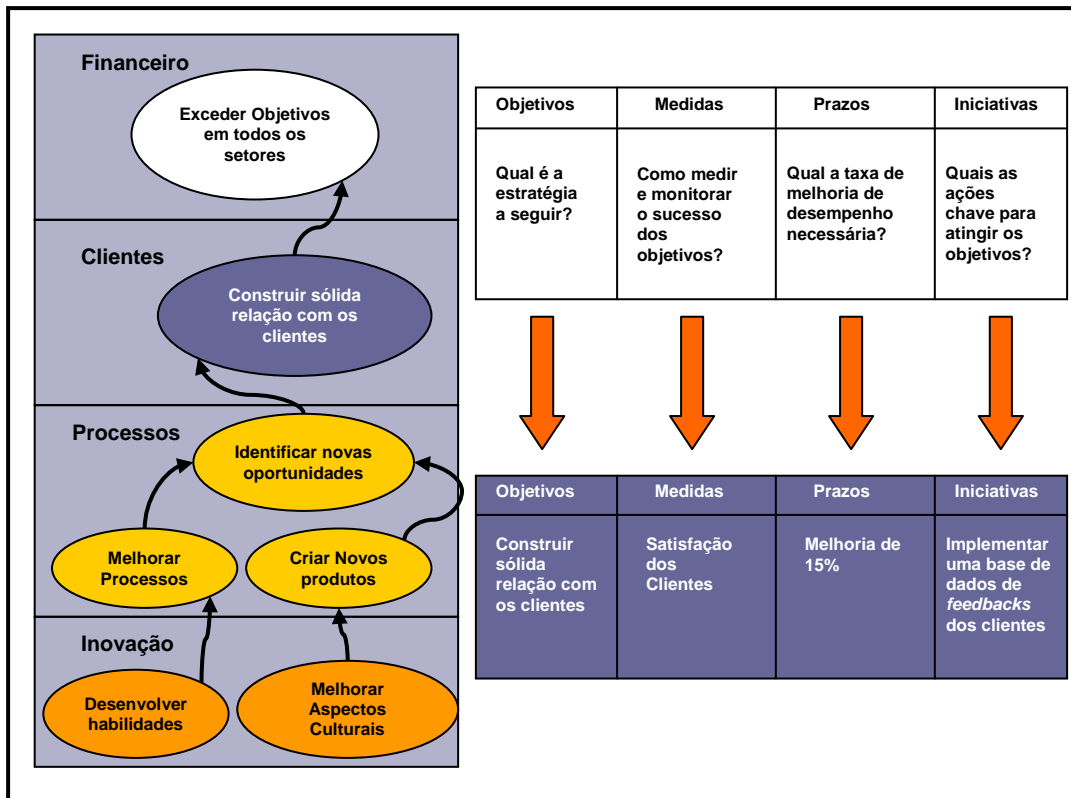 Financeiro
Exceder Objetivos
em todos os
setores
Clientes
Construir sólida
relação com os
clientes
Processos
Identificar novas
oportunidades
Melhorar
Processos
Criar Novos
produtos
Inovação
Desenvolver
habilidades
Melhorar
Aspectos
Culturais
Objetivos
Medidas
Prazos
Iniciativas
Qual é a
estratégia
a seguir?
Como medir
e monitorar
o sucesso
dos
objetivos?
Qual a taxa de
melhoria de
desempenho
necessária?
Quais as
ações
chave para
atingir os
objetivos?
Objetivos
Medidas
Prazos
Iniciativas
Construir
sólida
relação com
os clientes
Satisfação
dos
Clientes
Melhoria de
15%
Implementar
uma base de
dados de
feedbacks
dos clientes